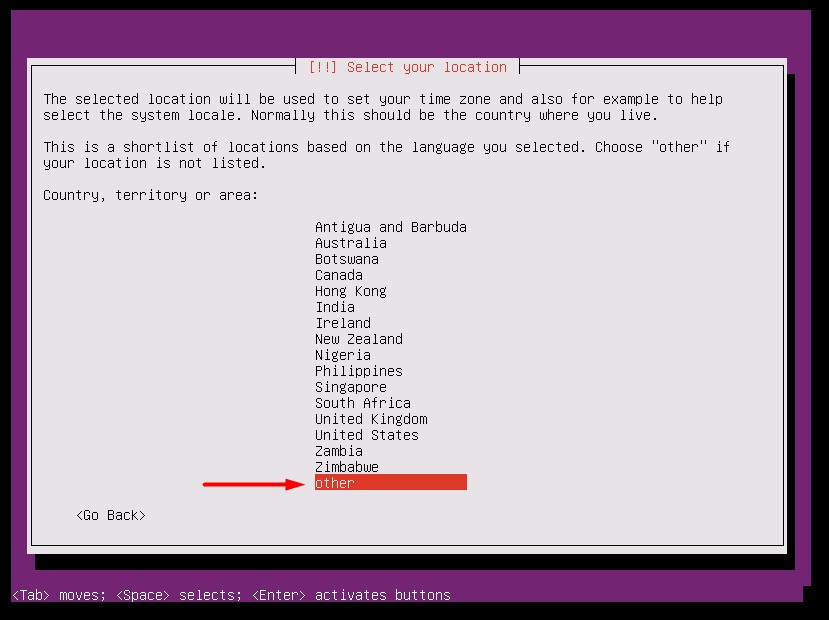 [!!] Select your location
The selected location will be used to set your time zone and also for example to help
select the system locale. Normally this should be the country where you live.
This is a shortlist of locations based on the language you selected. Choose "other" if
your location is not listed.
Country, territory or area:
Antigua and Barbuda
Australia
Botswana
Canada
Hong Kong
India
Ireland
New Zealand
Nigeria
Philippines
Singapore
South Africa
United Kingdom
United States
Zambia
Zimbabwe
other
<Go Back>
<Tab> moves; <Space> selects; <Enter> activates buttons